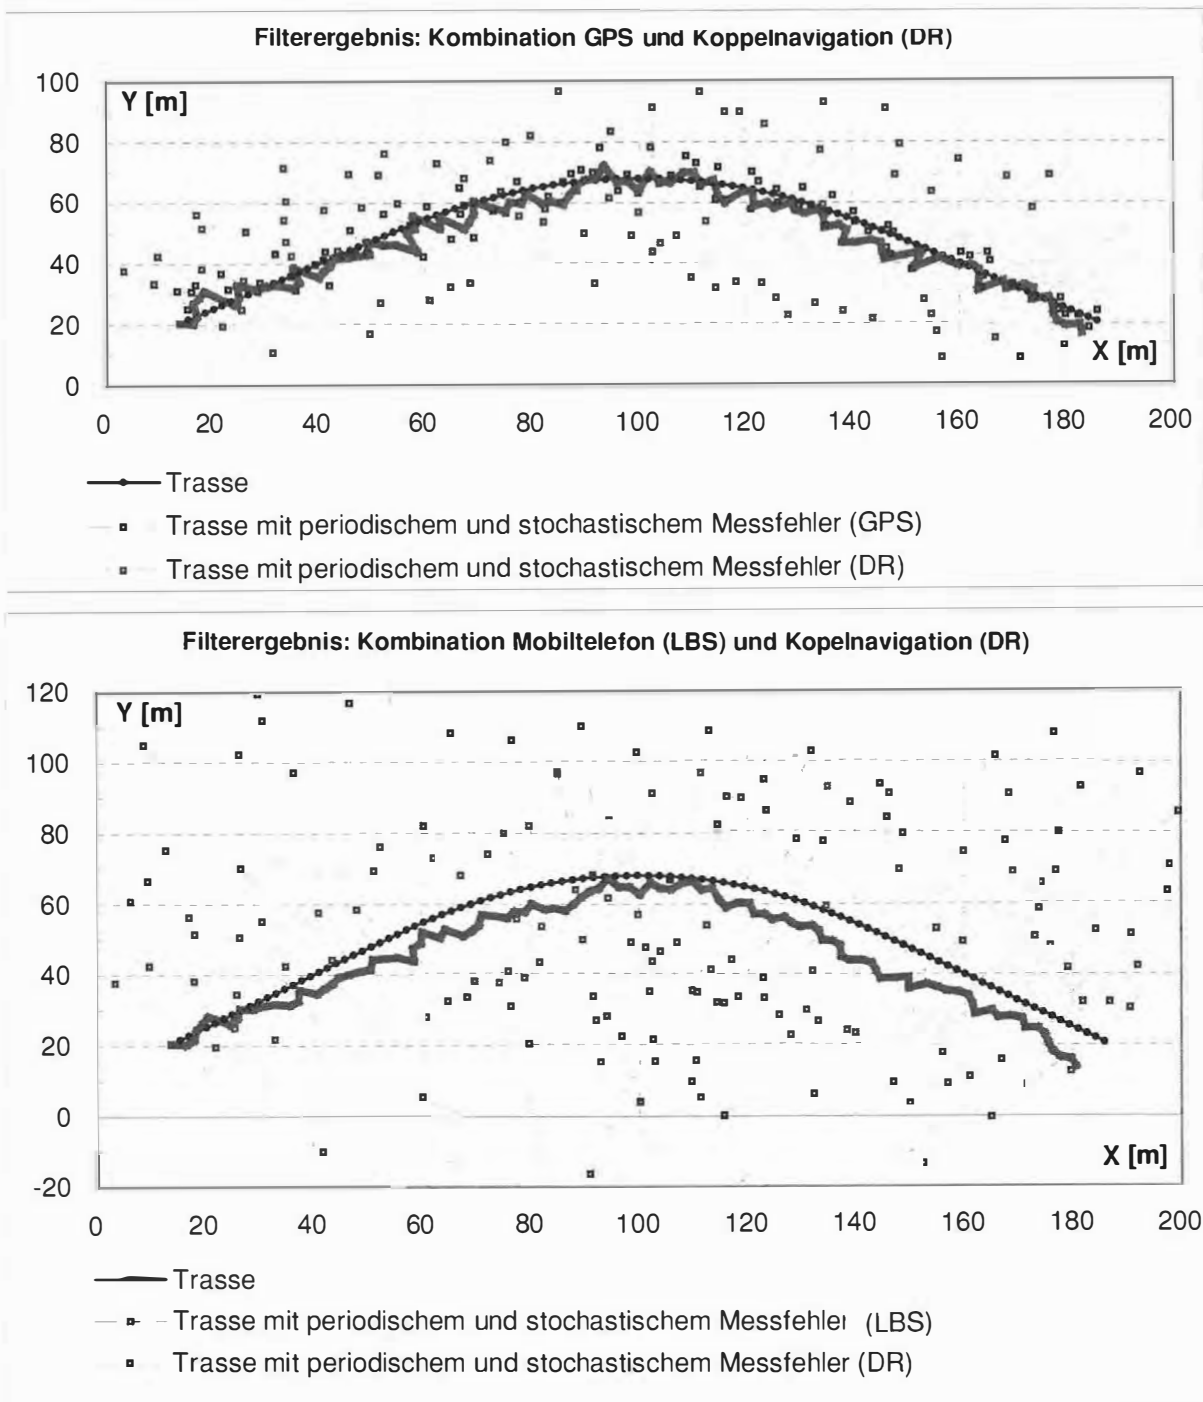 Filterergebnis: Kombination GPS und Koppelnavigation (DR)
Y [m]
100
80
60
40
20
0
X [m]
0 20 40 60 80 100 120 140 160 180 200
Trasse
Trasse mit periodischem und stochastischem Messfehler (GPS)
Trasse mit periodischem und stochastischem Messfehler (DR)
Filterergebnis: Kombination Mobiltelefon (LBS) und Kopelnavigation (DR)
Y [m]
120
100
80
60
40
20
0
-20
X [m]
0 20 40 60 80 100 120 140 160 180 200
Trasse
Trasse mit periodischem und stochastischem Messfehler (LBS)
Trasse mit periodischem und stochastischem Messfehler (DR)